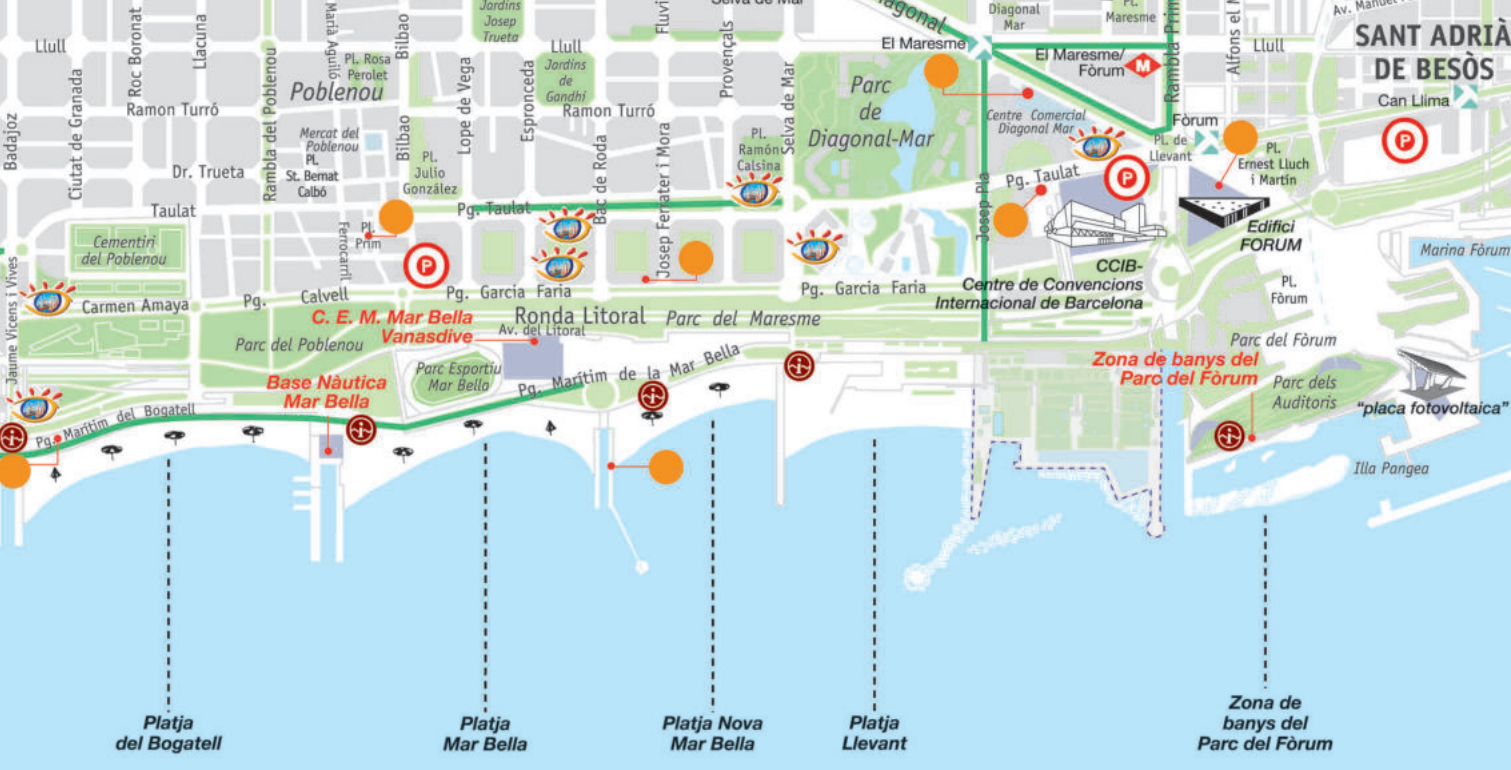 Selva de Mar
Diagonal
Diagonal
Mar
Pl.
Maresme
Jardins
Josep
Trueta
Llull
Roc Boronat
Llacuna
Marià Aguiló
Bilbao
Llull
Provençals
El Maresme
El Maresme/
Fòrum
M
Llull
SANT ADRIÀ
DE BESÒS
Can Llima
Pl. Rosa
Perolet
Poblenou
Jardins
de
Gandhi
Lope de Vega
Espronceda
Ciutat de Granada
Ramon Turró
Rambla del Poblenou
Ramon Turró
Parc
de
Diagonal-Mar
Centre Comercial
Diagonal Mar
Fòrum
Badajoz
Mercat del
Poblenou
Pl.
St. Bernat
Calbó
Bilbao
Pl.
Julio
González
Bac de Roda
Josep Ferrater i Mora
Pl.
Ramón
Calsina
Selva de Mar
Pl. de
Llevant
Pl.
Ernest Lluch
i Martín
P
Dr. Trueta
Pg. Taulat
P
Taulat
Pg. Taulat
Josep Pla
Edifici
FORUM
Cementiri
del Poblenou
Ferrocarril
Pl.
Prim
P
CCIB-
Centre de Convencions
Internacional de Barcelona
Marina Fòrum
Jaume Vicens i Vives
Carmen Amaya
Pg. Calvell
Pg. Garcia Faria
Pg. Garcia Faria
Pl.
Fòrum
C. E. M. Mar Bella
Vanasdive
Ronda Litoral
Av. del Litoral
Parc del Maresme
Parc del Poblenou
Parc del Fòrum
Zona de banys del
Parc del Fòrum
Parc Esportiu
Mar Bella
Pg. Marítim de la Mar Bella
Parc dels
Auditoris
Base Nàutica
Mar Bella
"placa fotovoltaica"
Pg. Marítim del Bogatell
Illa Pangea
Platja
del Bogatell
Platja
Mar Bella
Platja Nova
Mar Bella
Platja
Llevant
Zona de
banys del
Parc del Fòrum